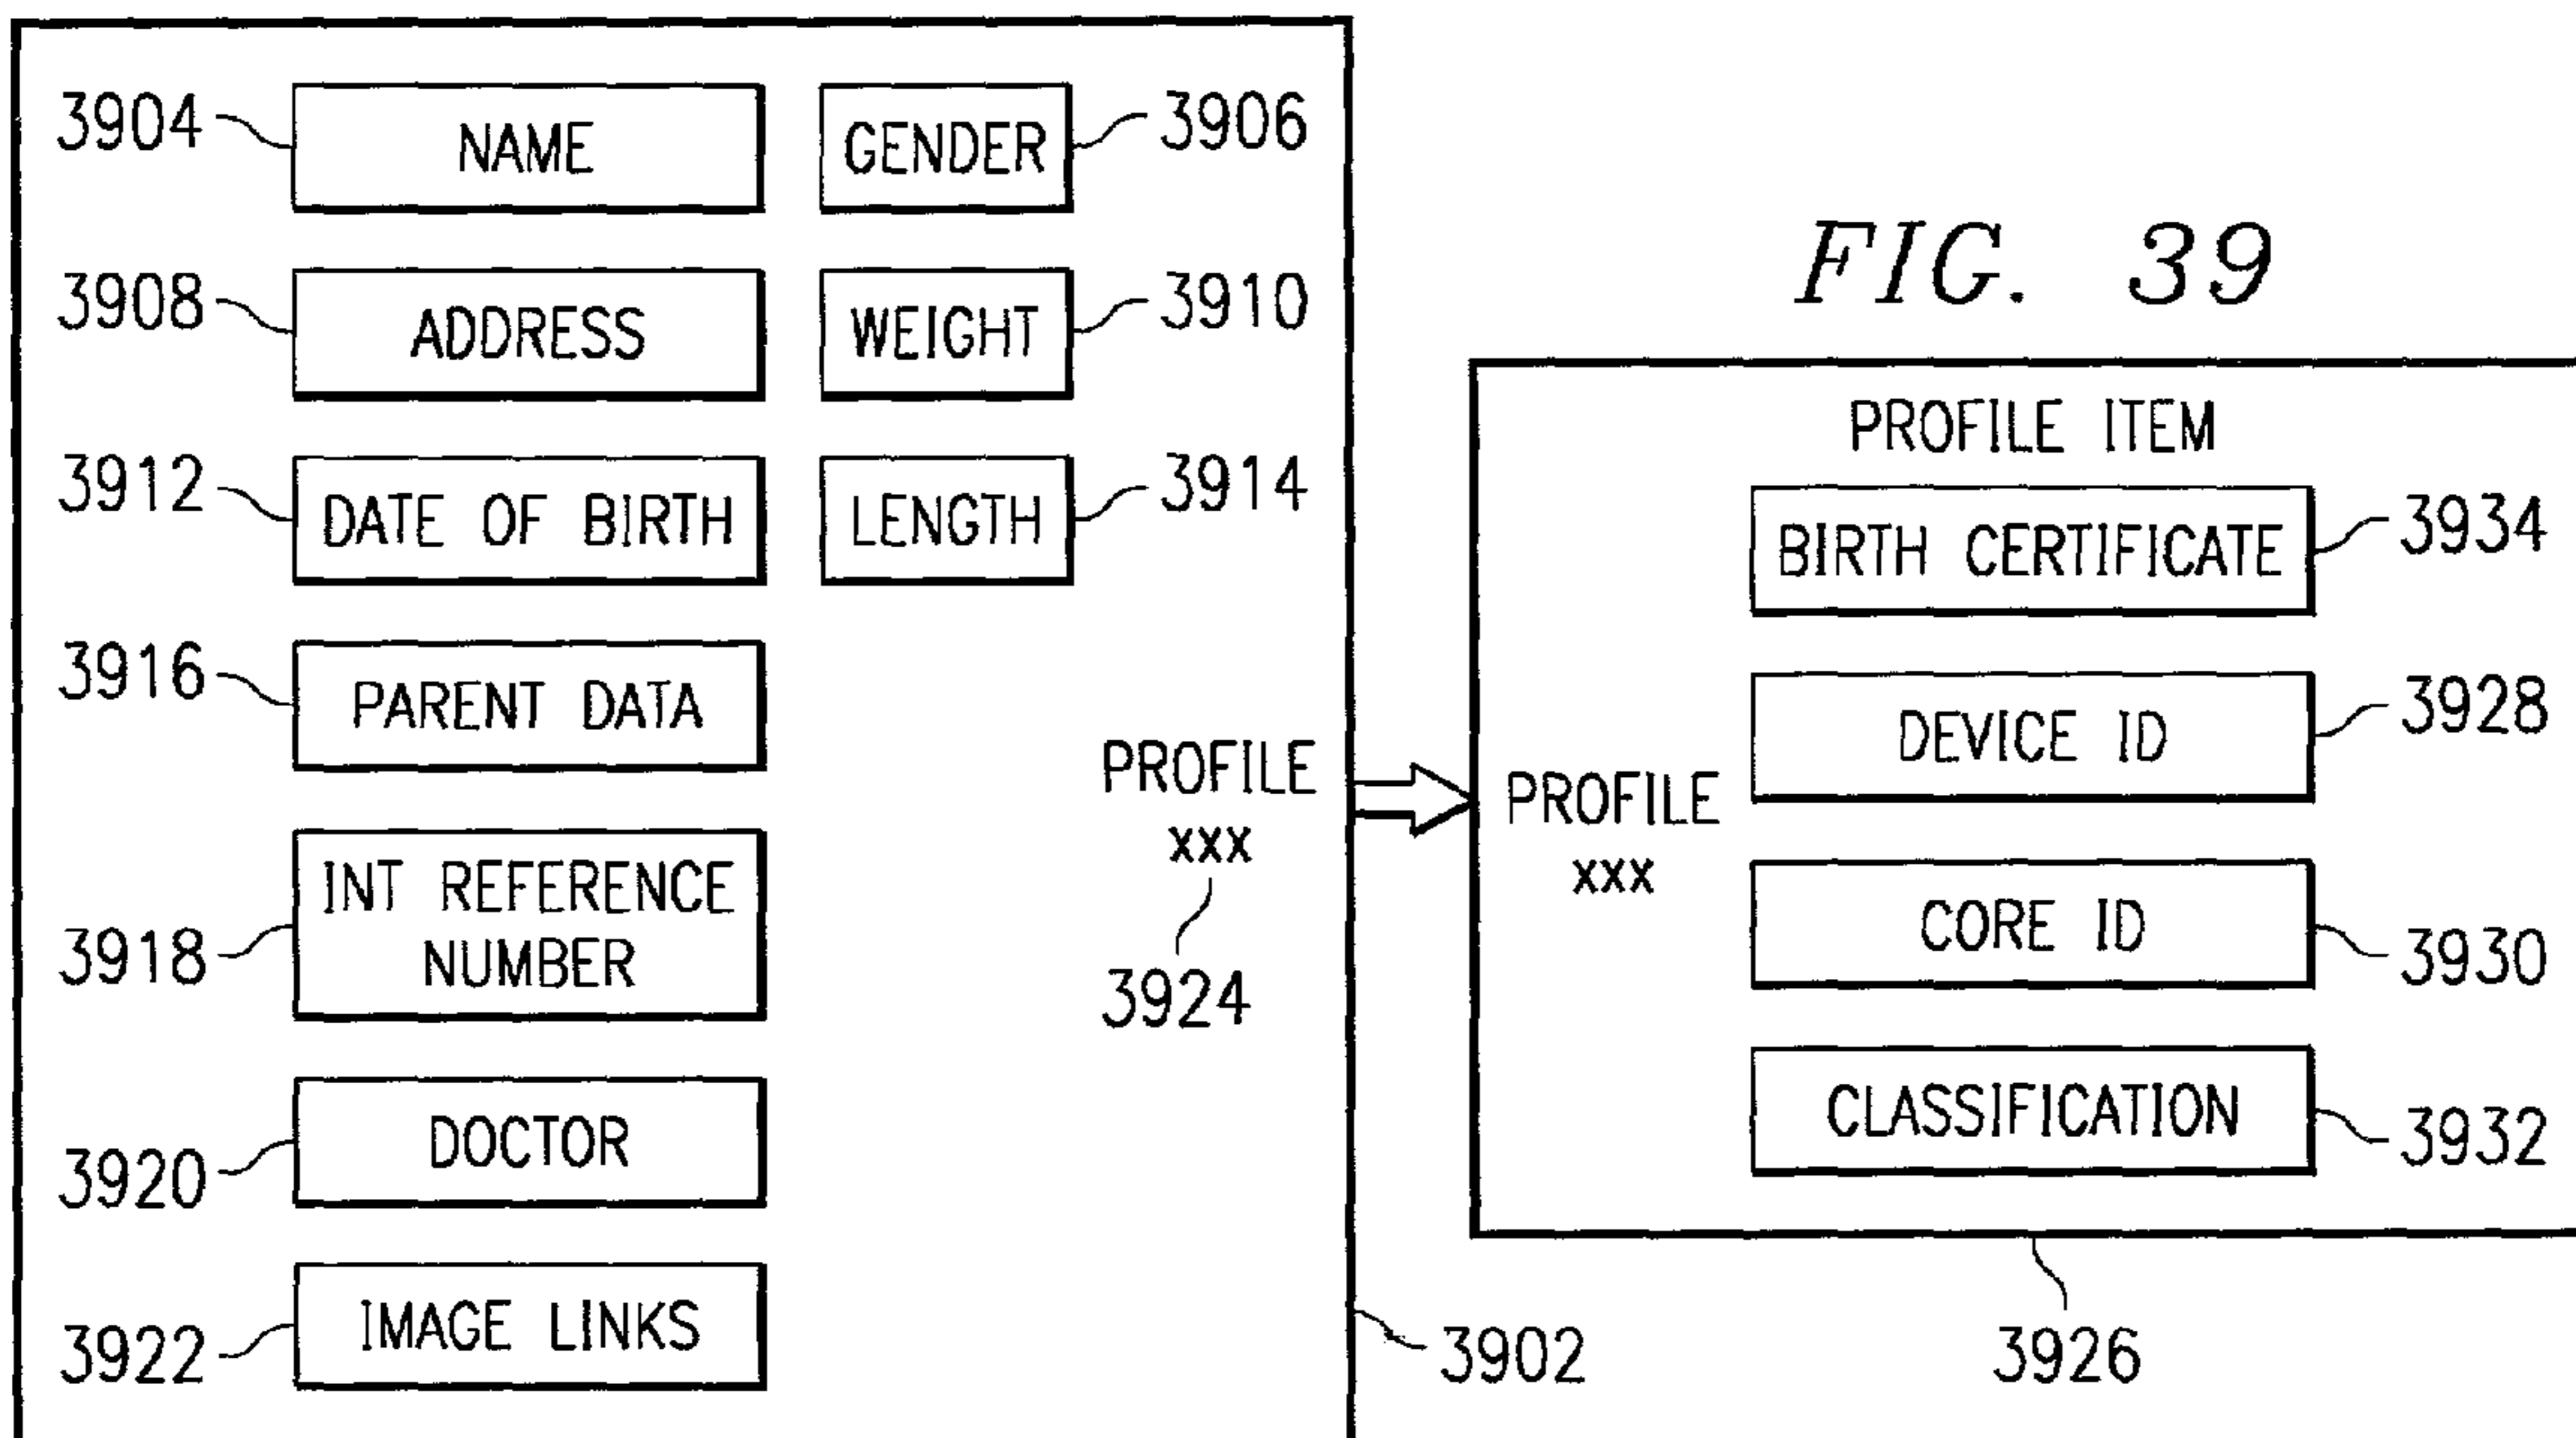 3904 NAME GENDER 3906
FIG. 39
3908 ADDRESS WEIGHT 3910
PROFILE ITEM
3912 DATE OF BIRTH LENGTH 3914
BIRTH CERTIFICATE 3934
3916 PARENT DATA
DEVICE ID 3928
PROFILE
xxx
3924
PROFILE
xxx
3918 INT REFERENCE
NUMBER
CORE ID 3930
3920 DOCTOR
CLASSIFICATION 3932
3922 IMAGE LINKS
3902
3926